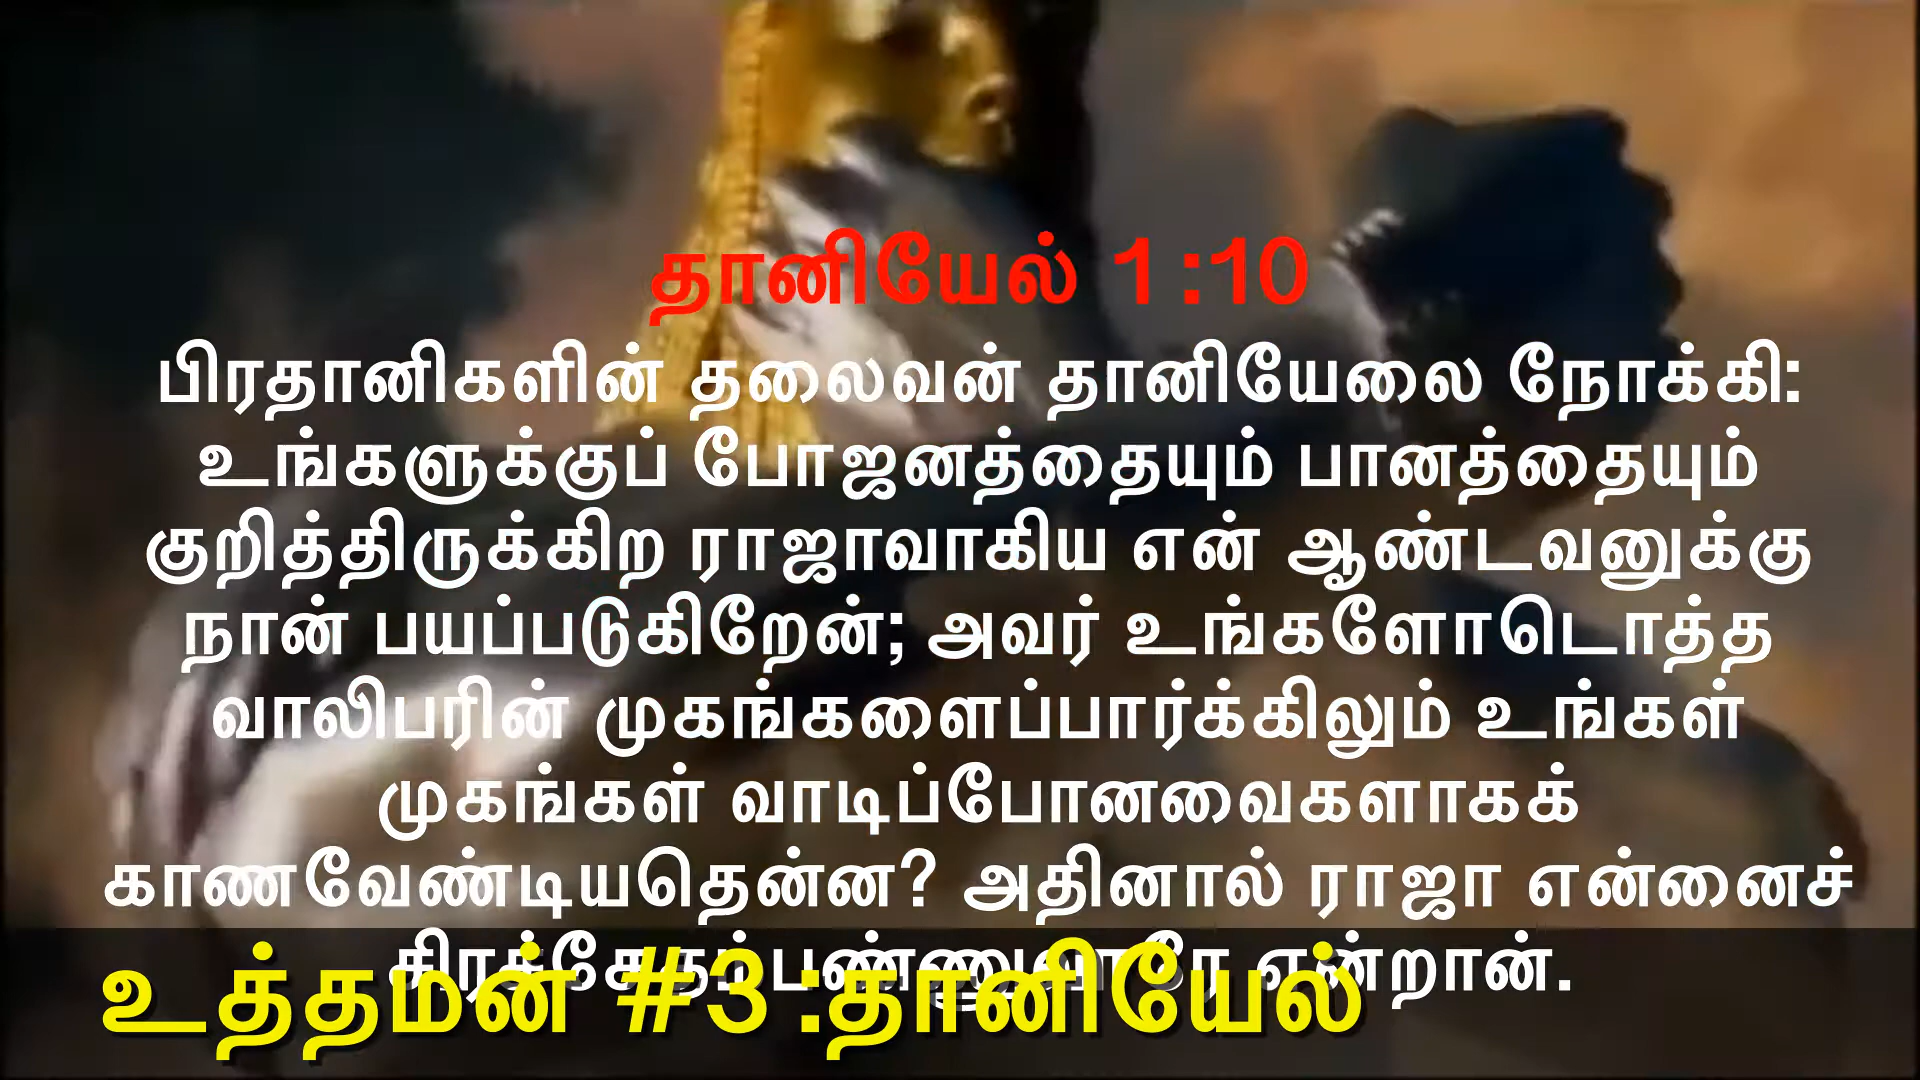 தானியேல் 1:10
பிரதானிகளின் தலைவன் தானியேலை நோக்கி:
உங்களுக்குப் போஜனத்தையும் பானத்தையும்
குறித்திருக்கிற ராஜாவாகிய என் ஆண்டவனுக்கு
நான் பயப்படுகிறேன்; அவர் உங்களோடொத்த
வாலிபரின் முகங்களைப்பார்க்கிலும் உங்கள்
முகங்கள் வாடிப்போனவைகளாகக்
காணவேண்டியதென்ன? அதினால் ராஜா என்னைச்
என்றான்.
உத்தமன் #3 :தானியேல்